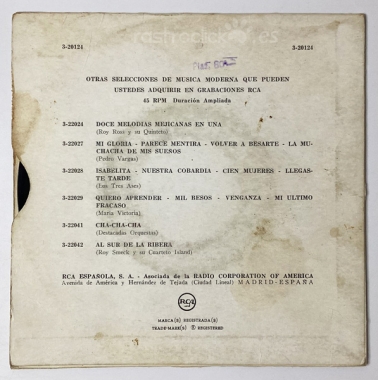 rastroclick.es
3-20124
3-20124
OTRAS SELECCIONES DE MUSICA MODERNA QUE PUEDEN
USTEDES ADQUIRIR EN GRABACIONES RCA
45 RPM Duración Ampliada
3-22024 DOCE MELODIAS MEJICANAS EN UNA
(Roy Ross y su Quinteto)
3-22027 MI GLORIA - PARECE MENTIRA - VOLVER A BESARTE - LA MU-
CHACHA DE MIS SUEÑOS
(Pedro Vargas)
3-22028 ISABELITA - NUESTRA COBARDIA - CIEN MUJERES - LLEGAS-
TE TARDE
(Los Tres Ases)
3-22029 QUIERO APRENDER - MIL BESOS - VENGANZA - MI ULTIMO
FRACASO
(María Victoria)
3-22041 CHA-CHA-CHA
(Destacadas Orquestas)
3-22042 AL SUR DE LA RIBERA
(Roy Smeck y su Cuarteto Island)
RCA ESPAÑOLA, S. A. - Asociada de la RADIO CORPORATION OF AMERICA
Avenida de América y Hernández de Tejada (Ciudad Lineal) MADRID-ESPAÑA
RCA
MARCA(S) REGISTRADA(S)
TRADE-MARK(S) ® REGISTERED